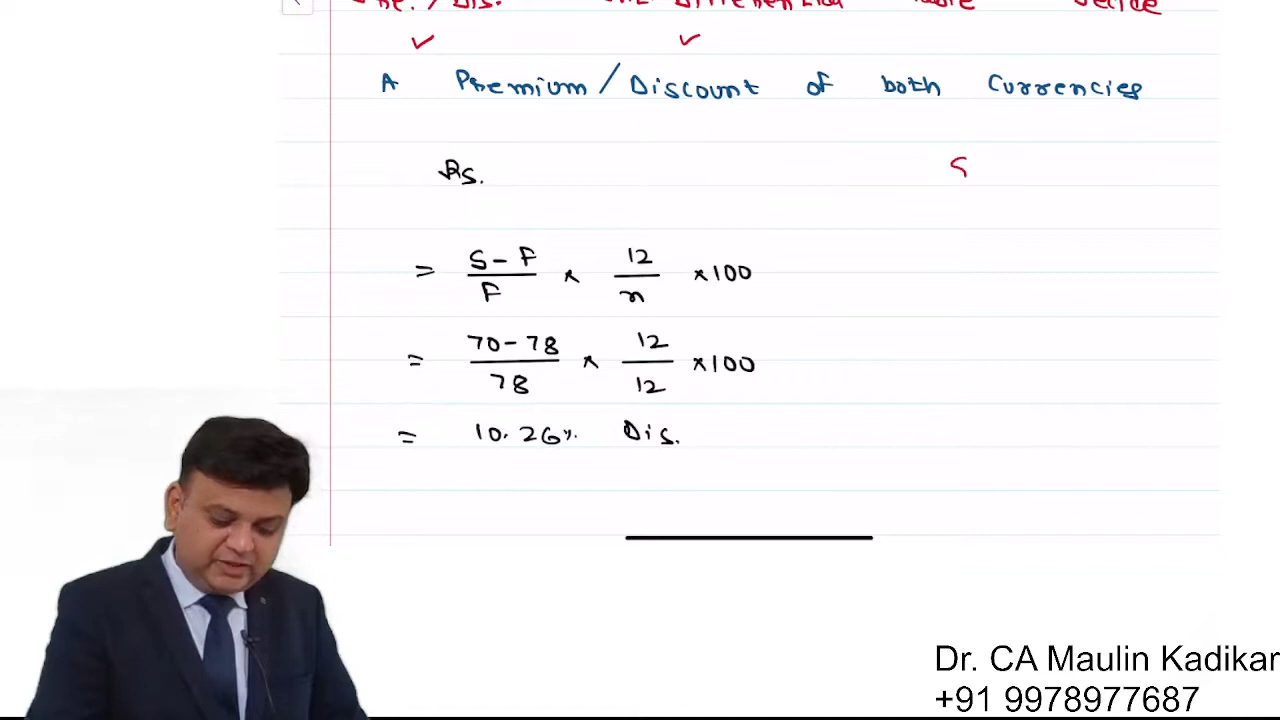 A Premium / Discount of both Currencies
Rs.
= S - F / F × 12 / n × 100
= 70 - 78 / 78 × 12 / 12 × 100
= 10.26%. Dis.
Dr. CA Maulin Kadikar
+91 9978977687